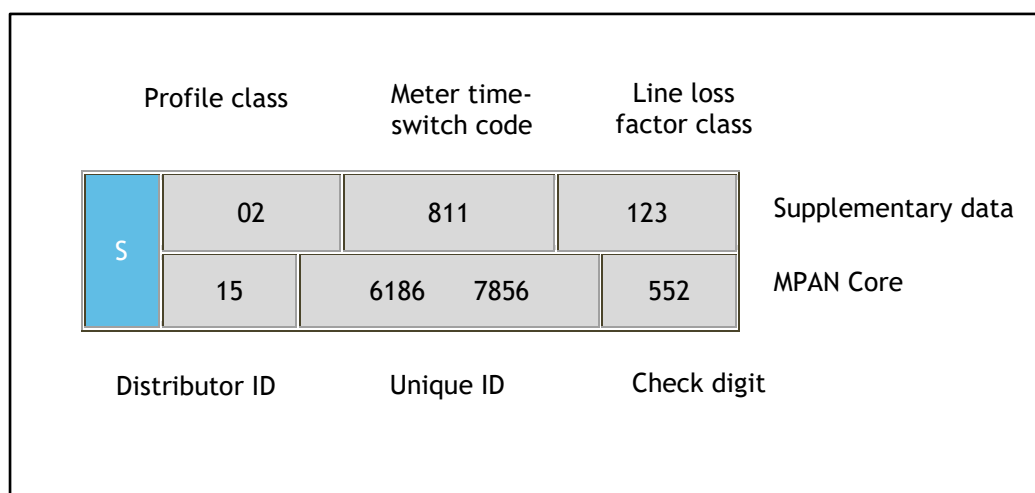 Profile class Meter time- Line loss
switch code factor class
S 02 811 123 Supplementary data
15 6186 7856 552 MPAN Core
Distributor ID Unique ID Check digit